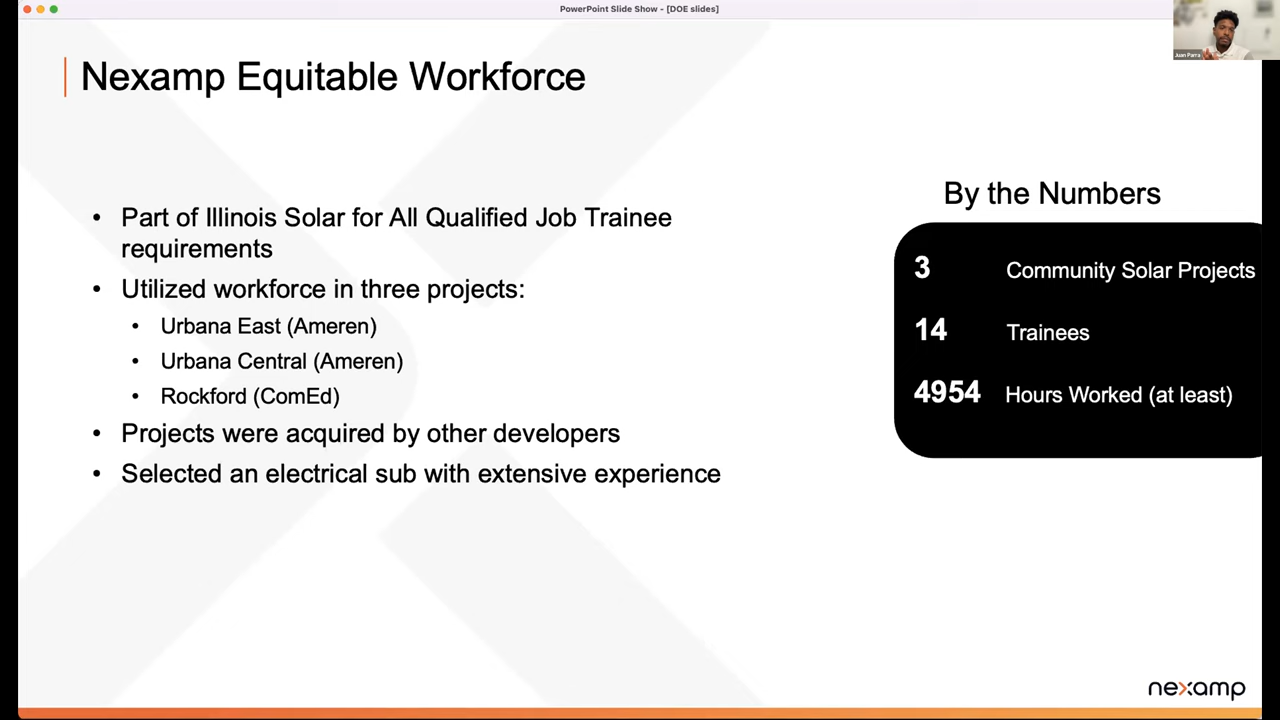 PowerPoint Slide Show - [DOE slides]
Juan Parra
Nexamp Equitable Workforce
• Part of Illinois Solar for All Qualified Job Trainee
requirements
• Utilized workforce in three projects:
• Urbana East (Ameren)
• Urbana Central (Ameren)
• Rockford (ComEd)
• Projects were acquired by other developers
• Selected an electrical sub with extensive experience
By the Numbers
3 Community Solar Projects
14 Trainees
4954 Hours Worked (at least)
nexamp